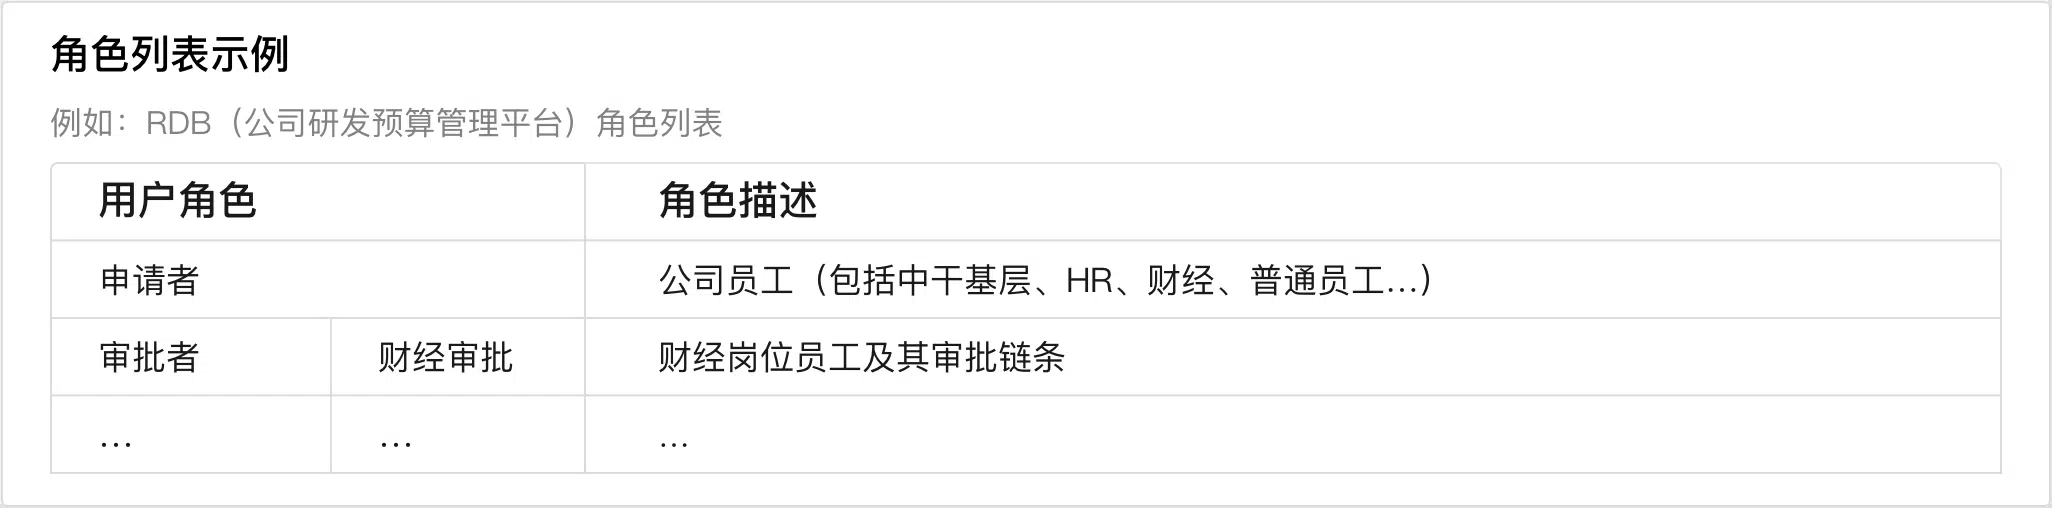 角色列表示例
例如：RDB（公司研发预算管理平台）角色列表
用户角色 角色描述
申请者 公司员工（包括中干基层、HR、财经、普通员工...）
审批者 财经审批 财经岗位员工及其审批链条
... ... ...